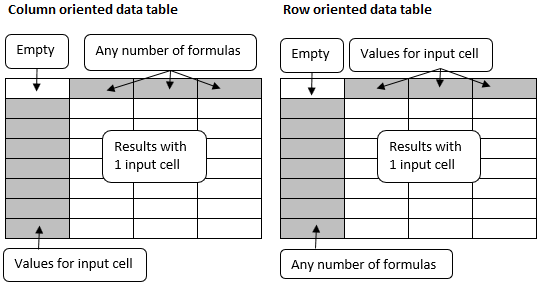 Column oriented data table
Empty
Any number of formulas
Results with
1 input cell
Values for input cell
Row oriented data table
Empty
Values for input cell
Results with
1 input cell
Any number of formulas